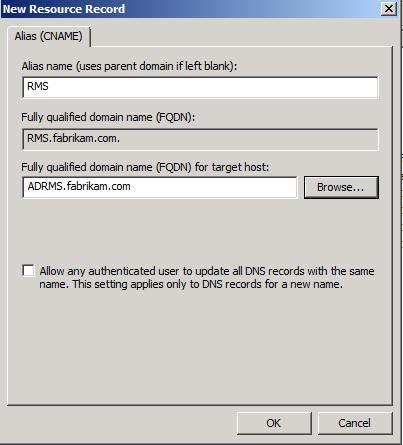 New Resource Record
Alias (CNAME)
Alias name (uses parent domain if left blank):
RMS
Fully qualified domain name (FQDN):
RMS.fabrikam.com.
Fully qualified domain name (FQDN) for target host:
ADRMS.fabrikam.com
Browse...
Allow any authenticated user to update all DNS records with the same
name. This setting applies only to DNS records for a new name.
OK
Cancel